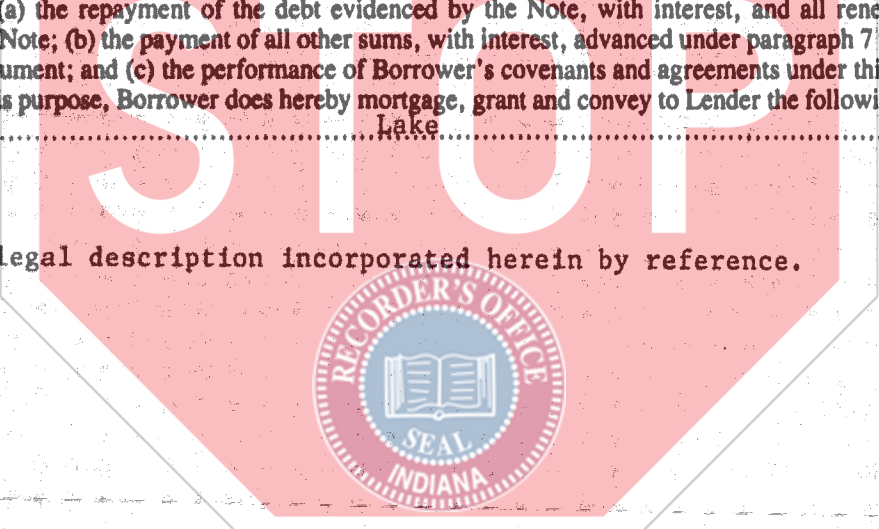 (a) the repayment of the debt evidenced by the Note, with interest, and all rene
Note; (b) the payment of all other sums, with interest, advanced under paragraph 7
ument; and (c) the performance of Borrower's covenants and agreements under thi
s purpose, Borrower does hereby mortgage, grant and convey to Lender the followi
Lake
STOP
legal description incorporated herein by reference.
RECORDER'S OFFICE
SEAL
INDIANA